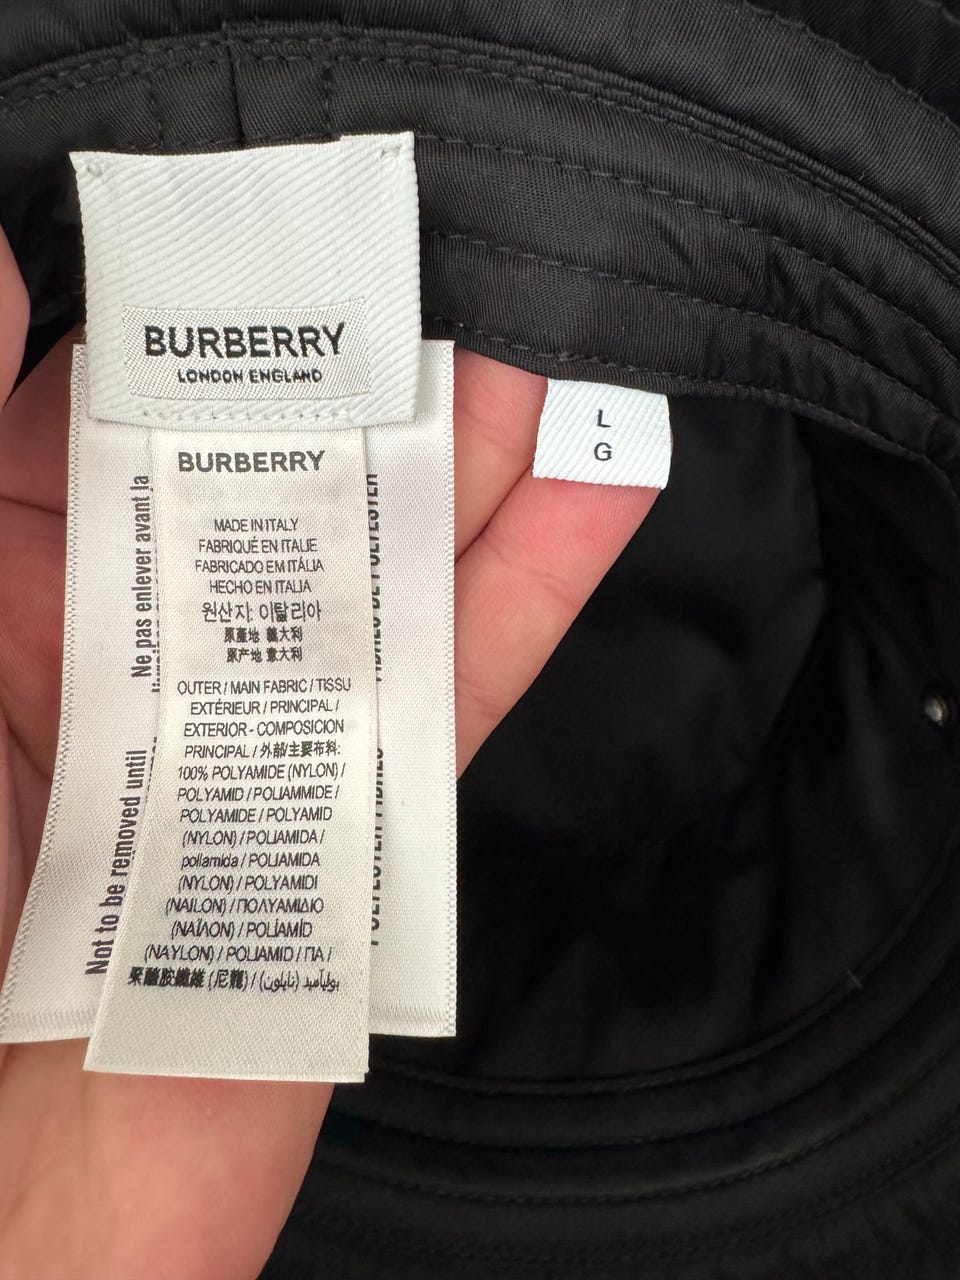 BURBERRY
LONDON ENGLAND
L
G
BURBERRY
MADE IN ITALY
FABRIQUÉ EN ITALIE
FABRICADO EM ITÁLIA
HECHO EN ITALIA
원산지: 이탈리아
原產地 義大利
原产地 意大利
OUTER / MAIN FABRIC / TISSU
EXTÉRIEUR / PRINCIPAL /
EXTERIOR - COMPOSICION
PRINCIPAL / 外部/主要布料:
100% POLYAMIDE (NYLON) /
POLYAMID / POLIAMMIDE /
POLYAMIDE / POLYAMID
(NYLON) / POLIAMIDA /
poliamida / POLIAMIDA
(NYLON) / POLYAMIDI
(NAILON) / ΠΟΛΥΑΜΙΔΙΟ
(ΝΑΪΛΟΝ) / POLİAMİD
(NAYLON) / POLIAMID / ПА /
聚醯胺纖維 (尼龍) / بولياميد (نايلون)
Not to be removed until
Ne pas enlever avant la